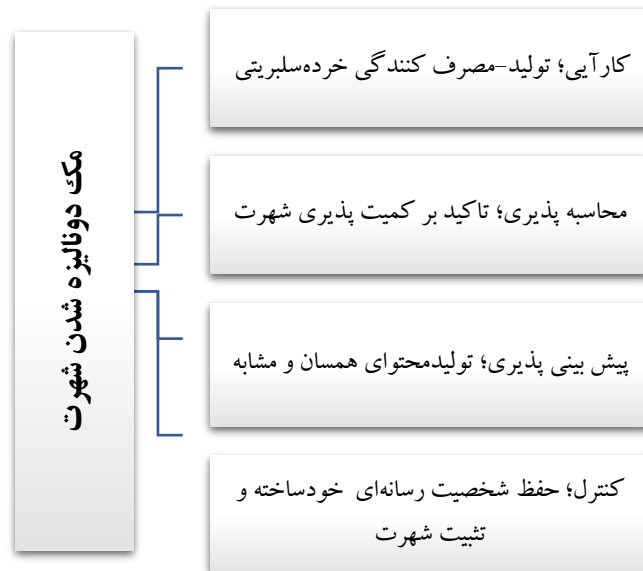 مک دونالیزه شدن شهرت
کارآیی؛ تولید-مصرف کنندگی خرده‌سلبریتی
محاسبه پذیری؛ تاکید بر کمیت پذیری شهرت
پیش بینی پذیری؛ تولیدمحتوای همسان و مشابه
کنترل؛ حفظ شخصیت رسانه‌ای خودساخته و
تثبیت شهرت